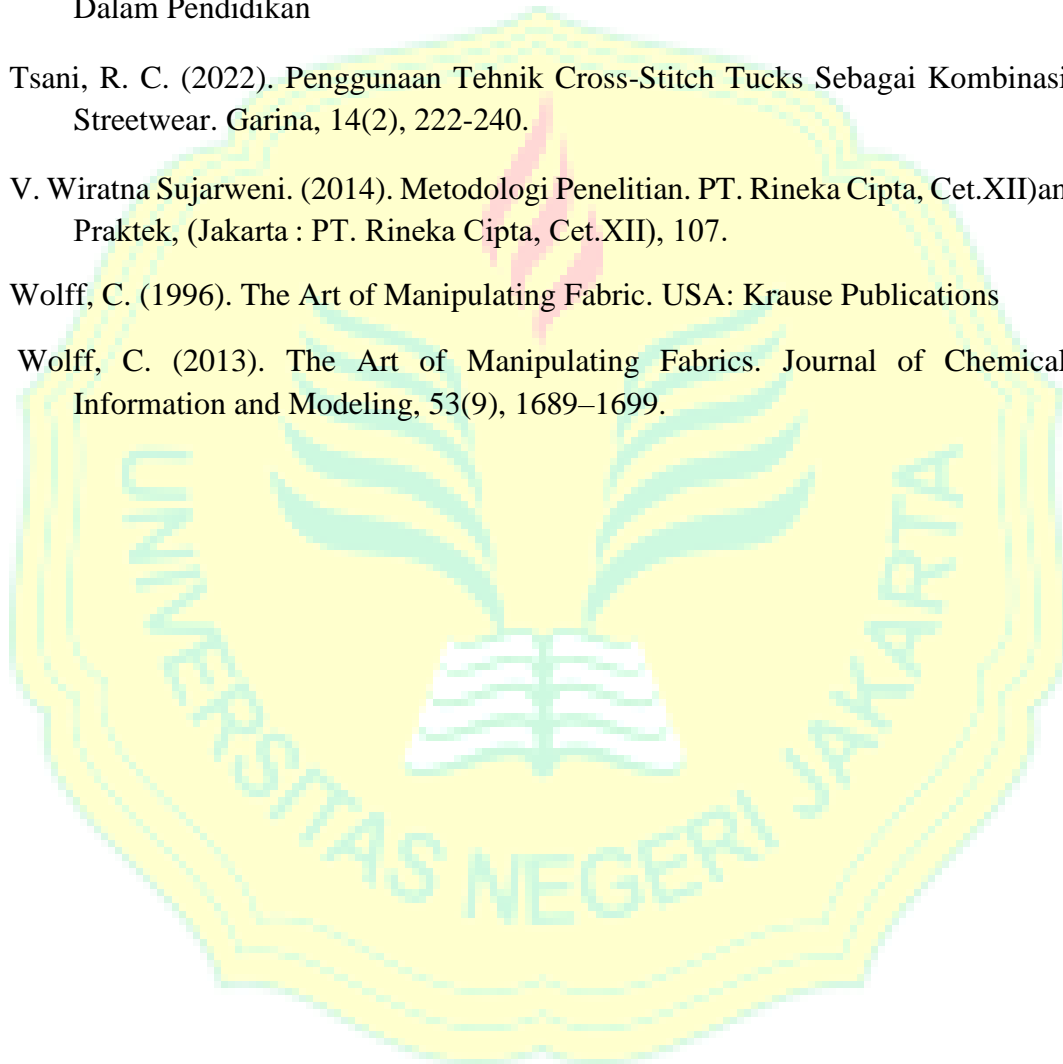 Dalam Pendidikan
Tsani, R. C. (2022). Penggunaan Tehnik Cross-Stitch Tucks Sebagai Kombinasi
Streetwear. Garina, 14(2), 222-240.
V. Wiratna Sujarweni. (2014). Metodologi Penelitian. PT. Rineka Cipta, Cet.XII)an
Praktek, (Jakarta : PT. Rineka Cipta, Cet.XII), 107.
Wolff, C. (1996). The Art of Manipulating Fabric. USA: Krause Publications
Wolff, C. (2013). The Art of Manipulating Fabrics. Journal of Chemical
Information and Modeling, 53(9), 1689–1699.
UNIVERSITAS NEGERI JAKARTA